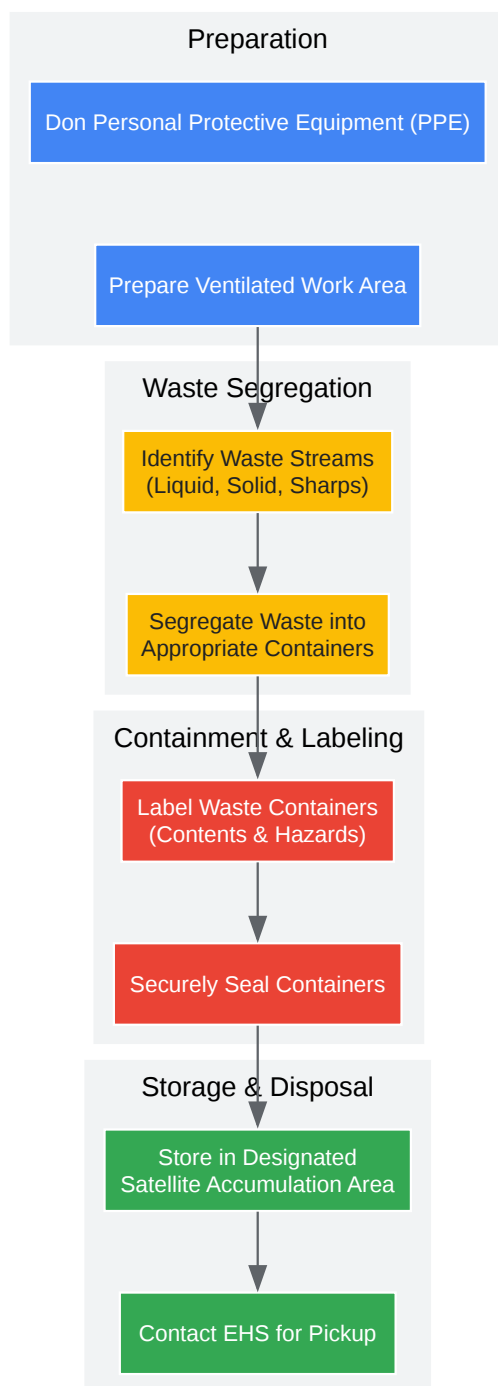 Preparation
Don Personal Protective Equipment (PPE)
Prepare Ventilated Work Area
Waste Segregation
Identify Waste Streams
(Liquid, Solid, Sharps)
Segregate Waste into
Appropriate Containers
Containment & Labeling
Label Waste Containers
(Contents & Hazards)
Securely Seal Containers
Storage & Disposal
Store in Designated
Satellite Accumulation Area
Contact EHS for Pickup